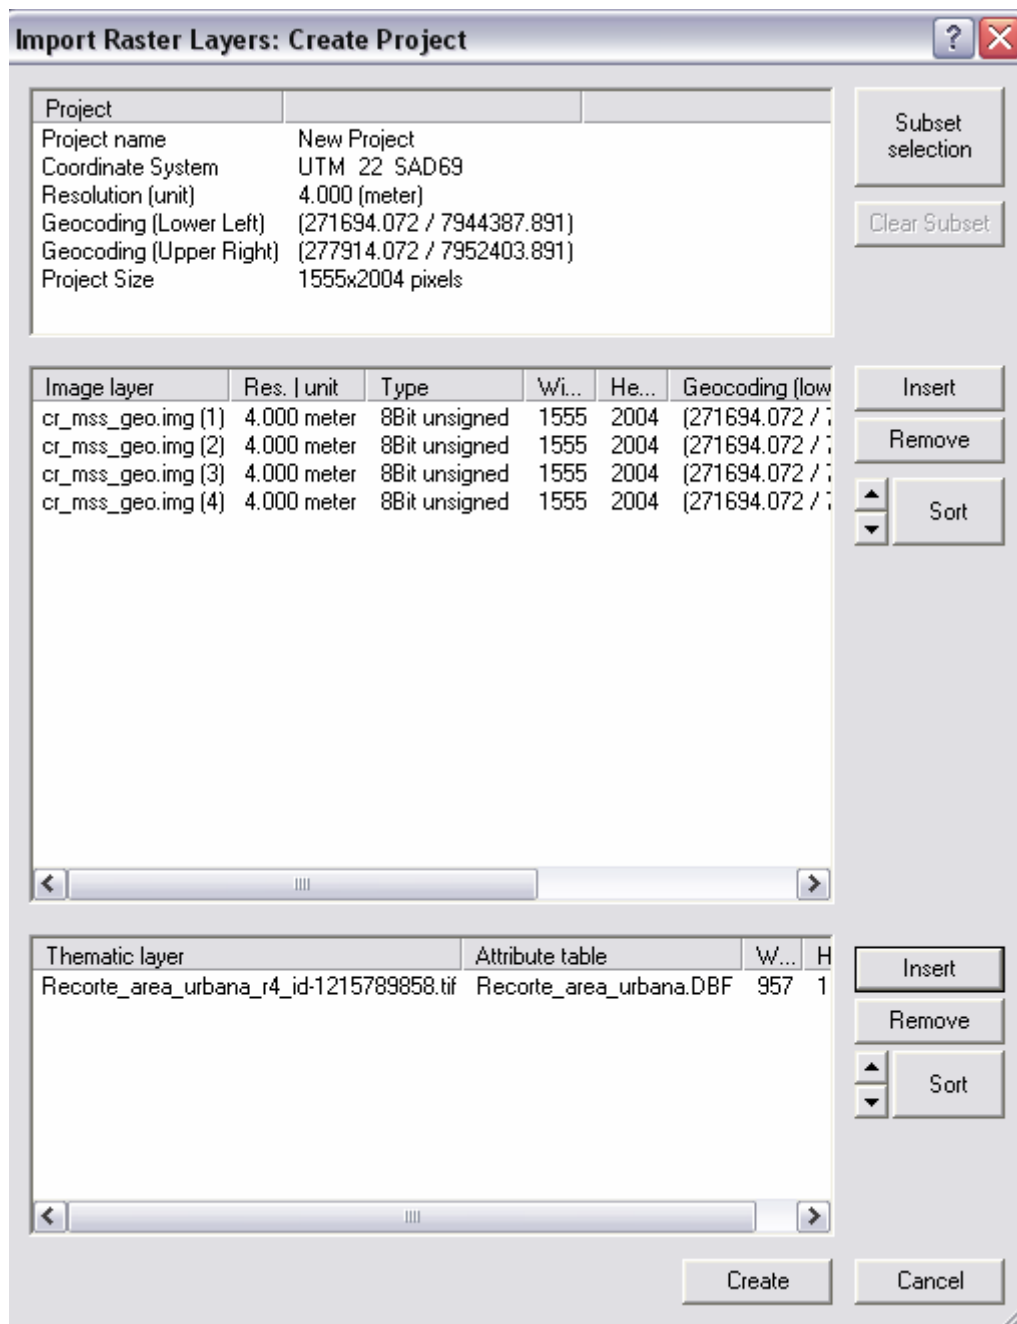 Import Raster Layers: Create Project
Project
Project name New Project
Coordinate System UTM 22 SAD69
Resolution (unit) 4.000 (meter)
Geocoding (Lower Left) (271694.072 / 7944387.891)
Geocoding (Upper Right) (277914.072 / 7952403.891)
Project Size 1555x2004 pixels
Subset selection
Clear Subset
Image layer Res. | unit Type Wi... He... Geocoding (low
cr_mss_geo.img (1) 4.000 meter 8Bit unsigned 1555 2004 (271694.072 / 7
cr_mss_geo.img (2) 4.000 meter 8Bit unsigned 1555 2004 (271694.072 / 7
cr_mss_geo.img (3) 4.000 meter 8Bit unsigned 1555 2004 (271694.072 / 7
cr_mss_geo.img (4) 4.000 meter 8Bit unsigned 1555 2004 (271694.072 / 7
Insert
Remove
Sort
Thematic layer Attribute table W... H
Recorte_area_urbana_r4_id-1215789858.tif Recorte_area_urbana.DBF 957 1
Insert
Remove
Sort
Create
Cancel